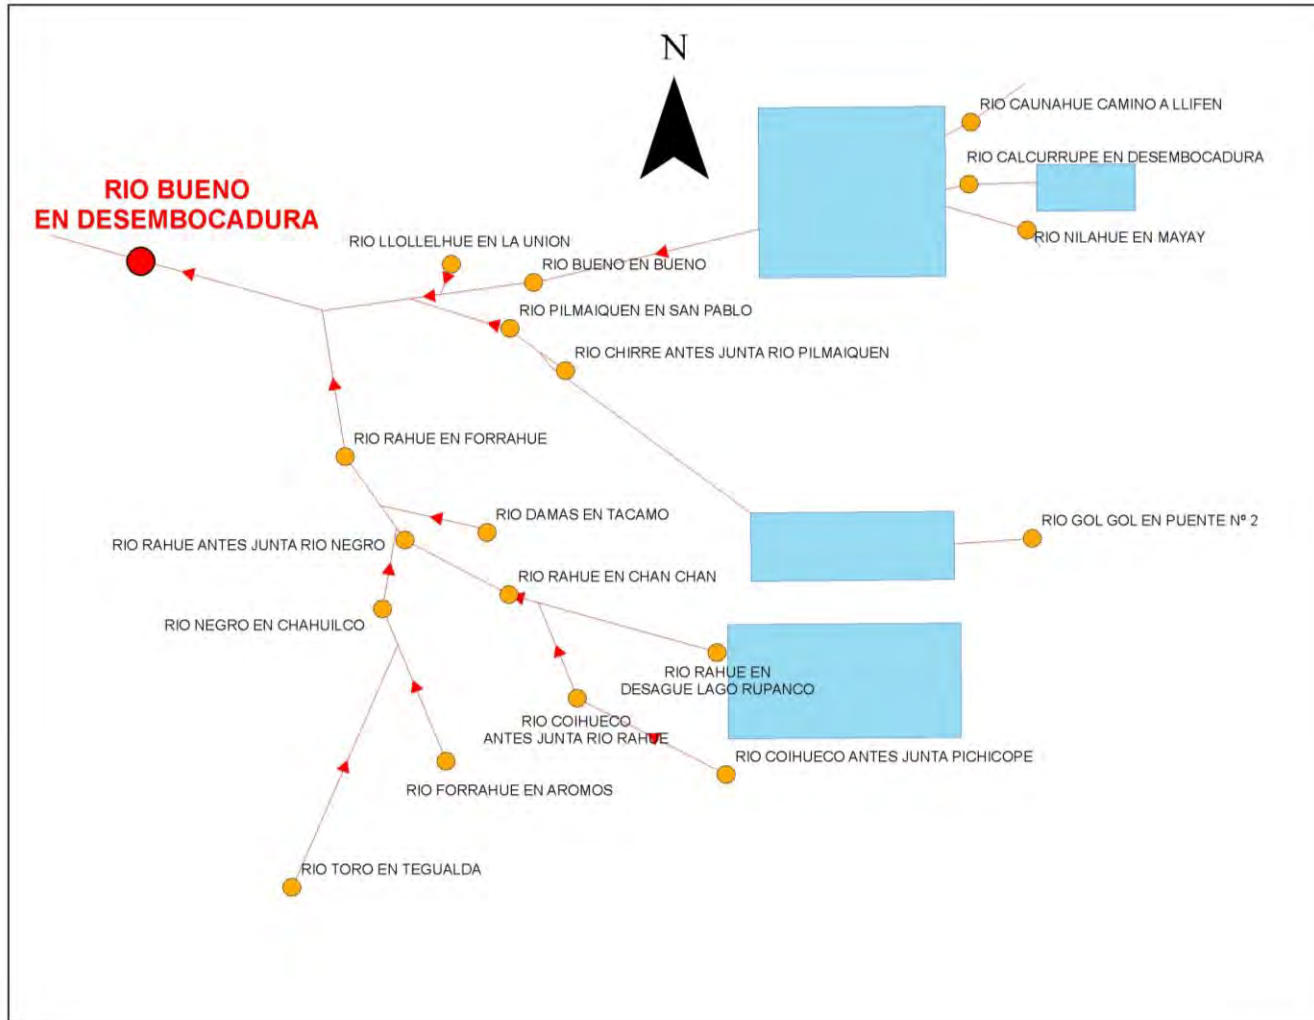 N
RIO CAUNAHUE CAMINO A LLIFEN
RIO CALCURRUPE EN DESEMBOCADURA
RIO BUENO
EN DESEMBOCADURA
RIO NILAHUE EN MAYAY
RIO LLOLLELHUE EN LA UNION
RIO BUENO EN BUENO
RIO PILMAIQUEN EN SAN PABLO
RIO CHIRRE ANTES JUNTA RIO PILMAIQUEN
RIO RAHUE EN FORRAHUE
RIO DAMAS EN TACAMO
RIO GOL GOL EN PUENTE Nº 2
RIO RAHUE ANTES JUNTA RIO NEGRO
RIO RAHUE EN CHAN CHAN
RIO NEGRO EN CHAHUILCO
RIO RAHUE EN
DESAGUE LAGO RUPANCO
RIO COIHUECO
ANTES JUNTA RIO RAHUE
RIO COIHUECO ANTES JUNTA PICHICOPE
RIO FORRAHUE EN AROMOS
RIO TORO EN TEGUALDA